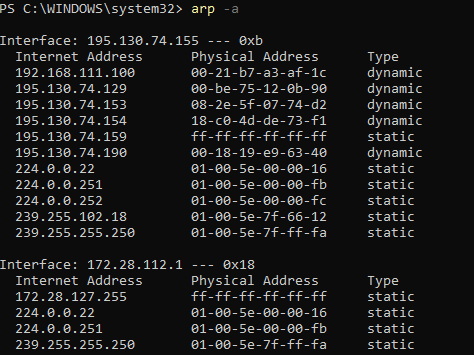 PS C:\WINDOWS\system32> arp -a
Interface: 195.130.74.155 --- 0xb
Internet Address Physical Address Type
192.168.111.100 00-21-b7-a3-af-1c dynamic
195.130.74.129 00-be-75-12-0b-90 dynamic
195.130.74.153 08-2e-5f-07-74-d2 dynamic
195.130.74.154 18-c0-4d-de-73-f1 dynamic
195.130.74.159 ff-ff-ff-ff-ff-ff static
195.130.74.190 00-18-19-e9-63-40 dynamic
224.0.0.22 01-00-5e-00-00-16 static
224.0.0.251 01-00-5e-00-00-fb static
224.0.0.252 01-00-5e-00-00-fc static
239.255.102.18 01-00-5e-7f-66-12 static
239.255.255.250 01-00-5e-7f-ff-fa static
Interface: 172.28.112.1 --- 0x18
Internet Address Physical Address Type
172.28.127.255 ff-ff-ff-ff-ff-ff static
224.0.0.22 01-00-5e-00-00-16 static
224.0.0.251 01-00-5e-00-00-fb static
239.255.255.250 01-00-5e-7f-ff-fa static